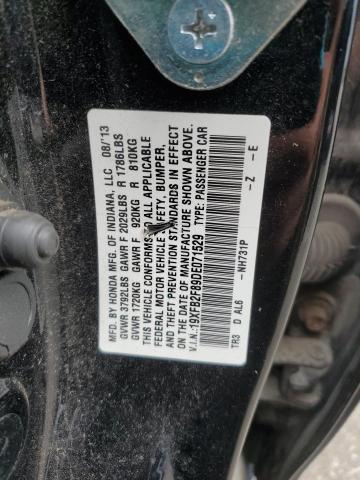 MFD. BY HONDA MFG. OF INDIANA, LLC 08/13
GVWR 3792LBS GAWR F 2029LBS R 1786LBS
GVWR 1720KG GAWR F 920KG R 810KG
THIS VEHICLE CONFORMS TO ALL APPLICABLE
FEDERAL MOTOR VEHICLE SAFETY, BUMPER,
AND THEFT PREVENTION STANDARDS IN EFFECT
ON THE DATE OF MANUFACTURE SHOWN ABOVE.
V.I.N.:19XFB2F69DE071529 TYPE: PASSENGER CAR
-NH731P -Z -E
TR3 D AL6